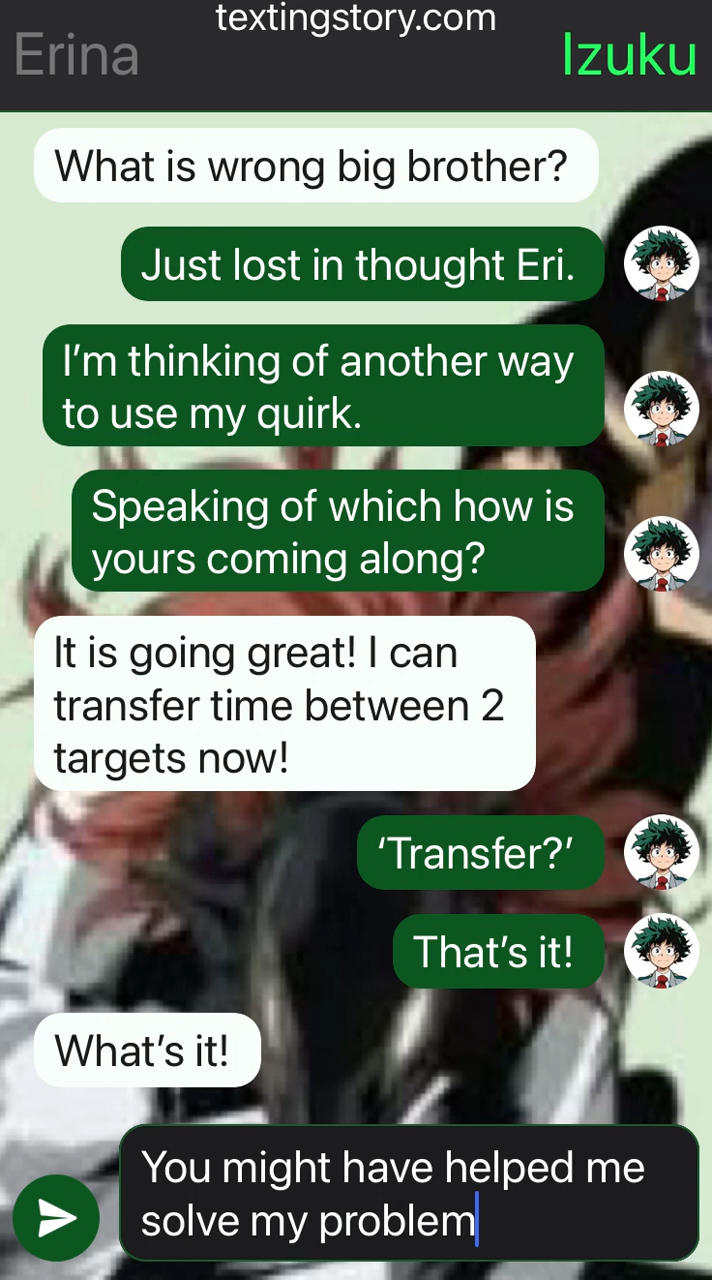 textingstory.com
Erina
Izuku
What is wrong big brother?
Just lost in thought Eri.
I’m thinking of another way
to use my quirk.
Speaking of which how is
yours coming along?
It is going great! I can
transfer time between 2
targets now!
‘Transfer?’
That’s it!
What’s it!
You might have helped me
solve my problem